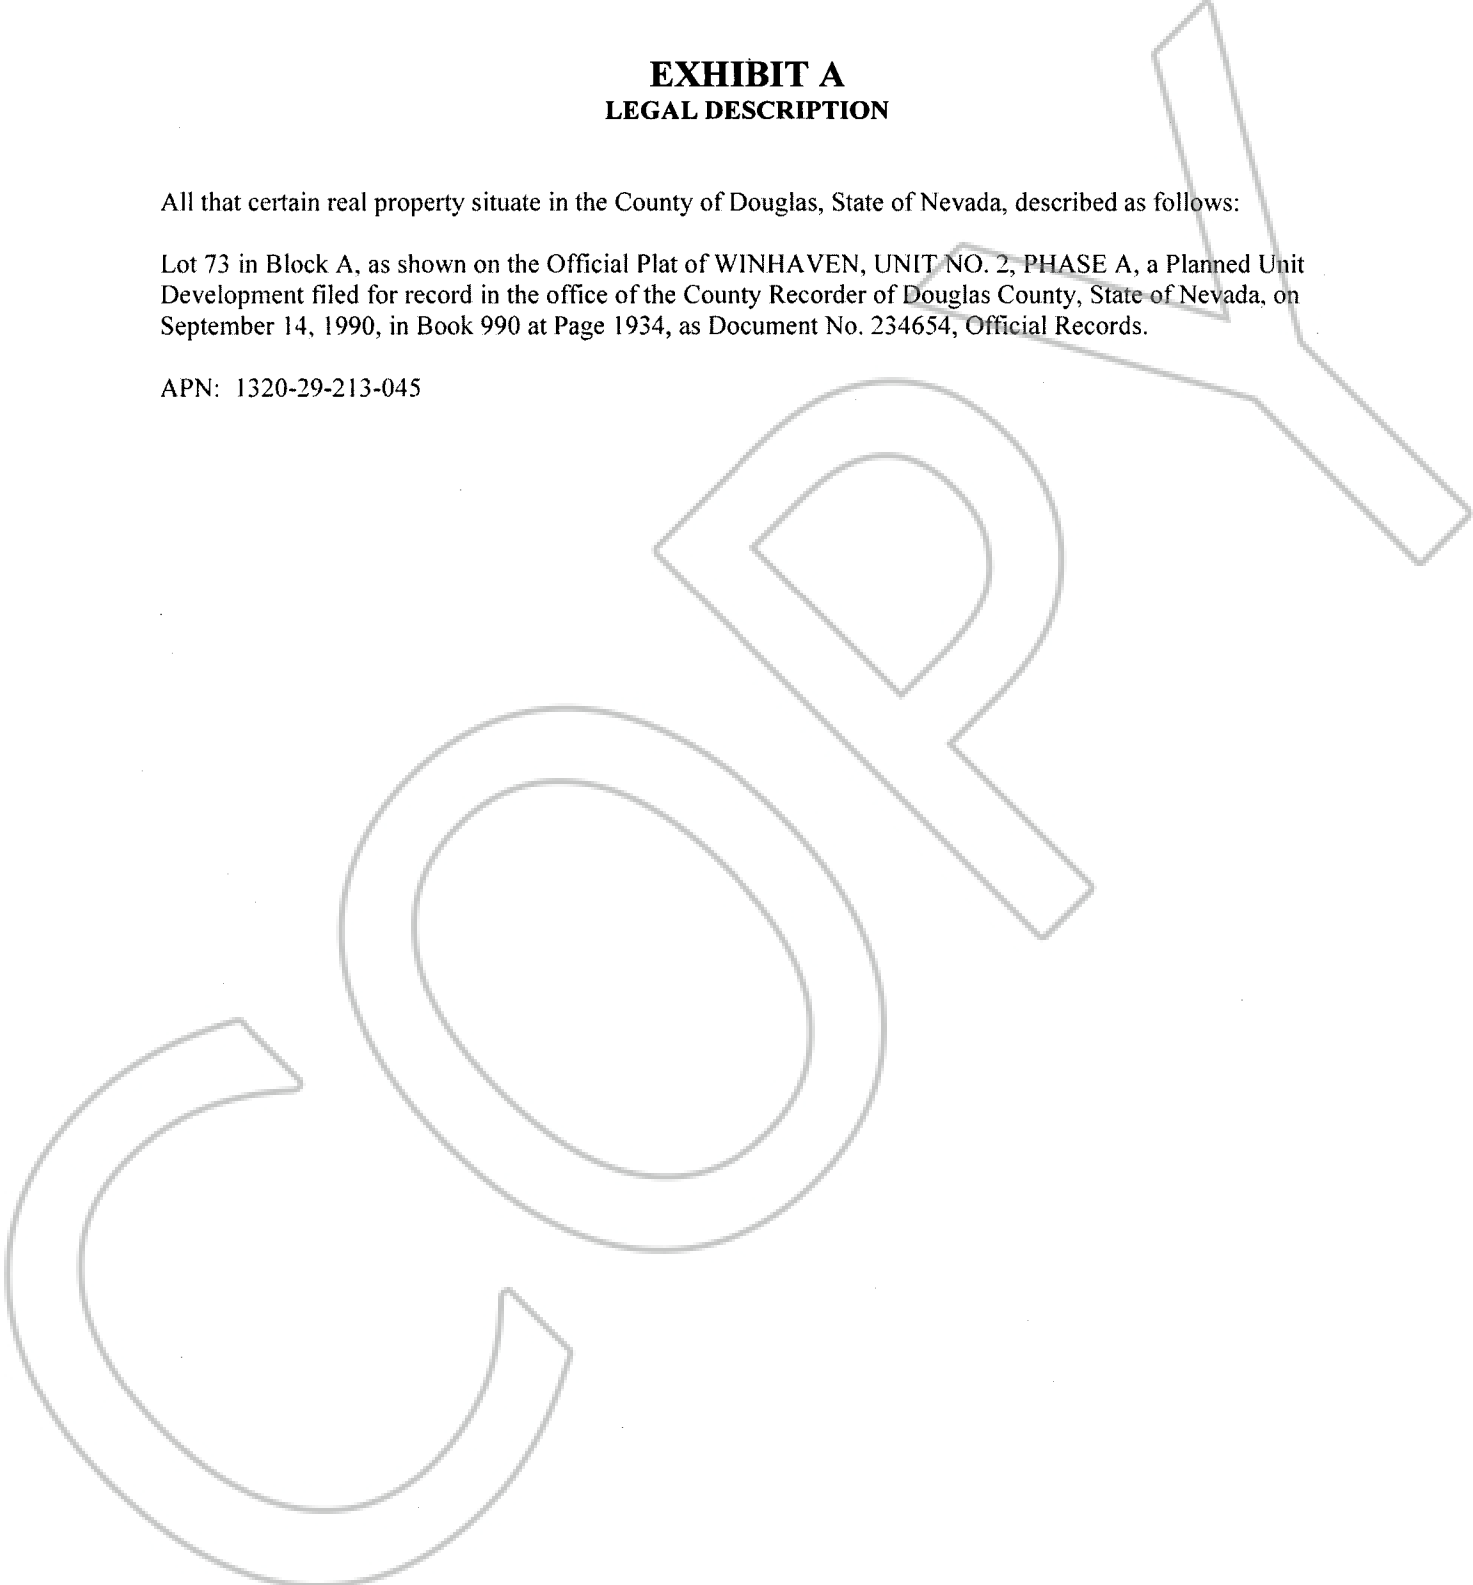 EXHIBIT A
LEGAL DESCRIPTION
All that certain real property situate in the County of Douglas, State of Nevada, described as follows:
Lot 73 in Block A, as shown on the Official Plat of WINHAVEN, UNIT NO. 2, PHASE A, a Planned Unit
Development filed for record in the office of the County Recorder of Douglas County, State of Nevada, on
September 14, 1990, in Book 990 at Page 1934, as Document No. 234654, Official Records.
APN: 1320-29-213-045
COPY